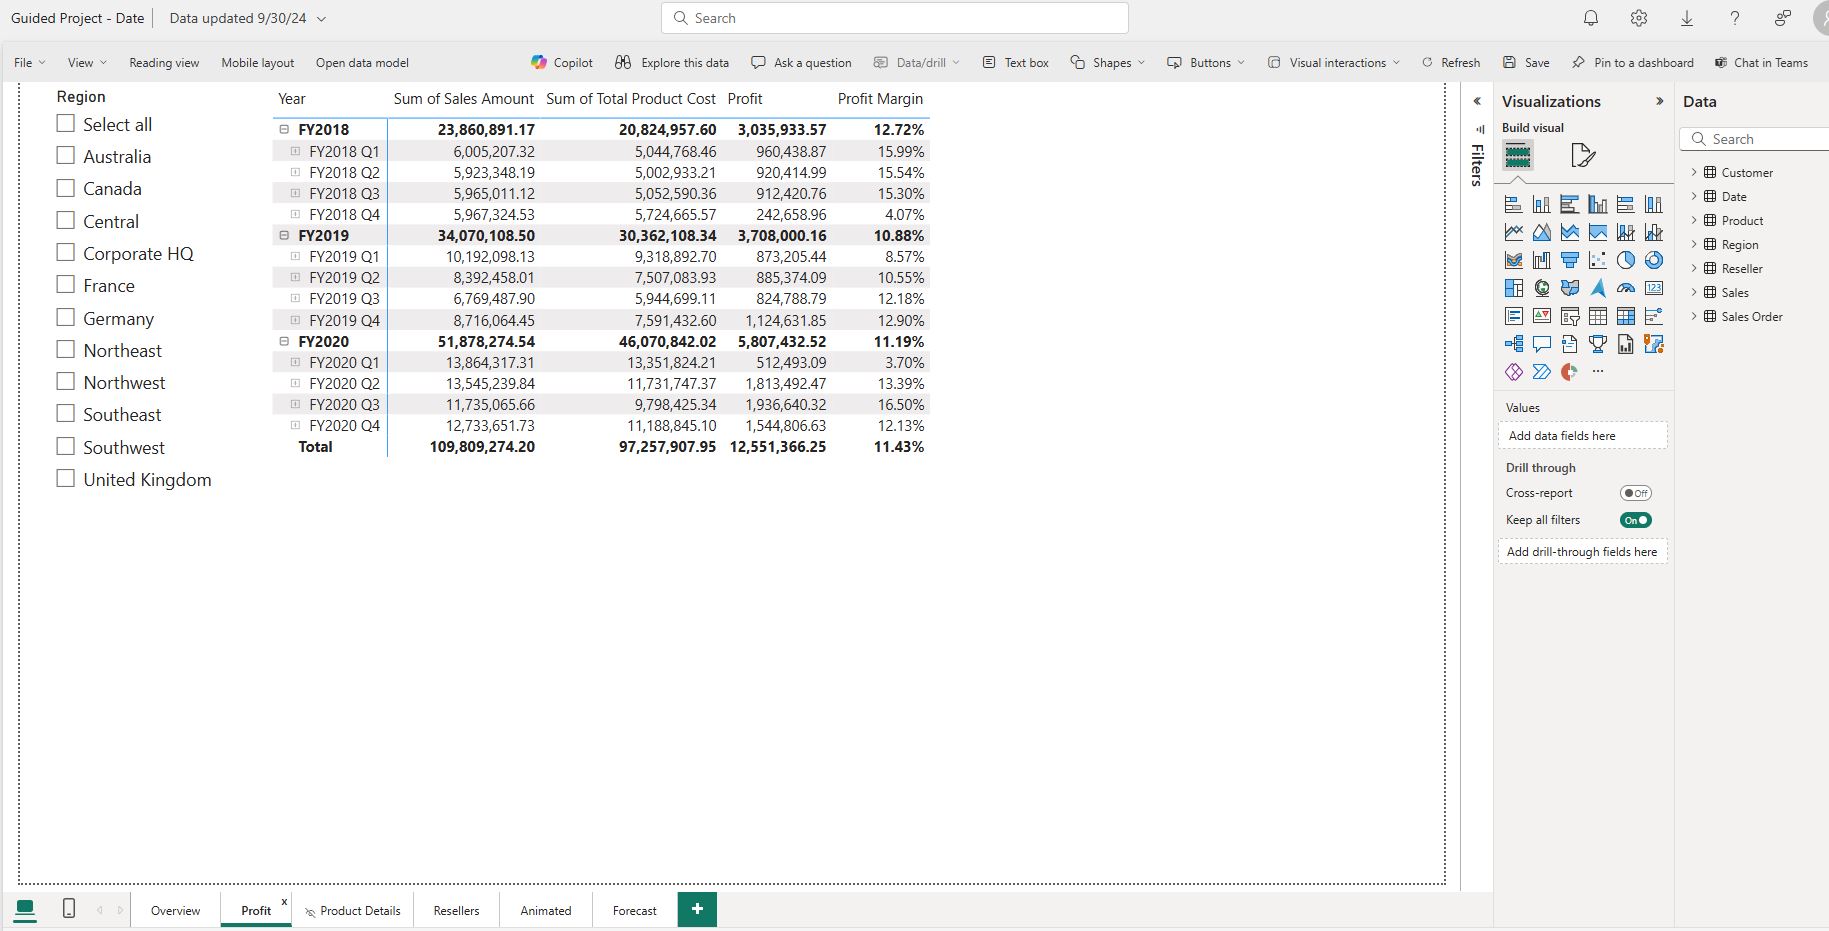 Guided Project - Date Data updated 9/30/24 Search
File View Reading view Mobile layout Open data model Copilot Explore this data Ask a question Data/drill Text box Shapes Buttons Visual interactions Refresh Save Pin to a dashboard Chat in Teams
Region
Select all
Australia
Canada
Central
Corporate HQ
France
Germany
Northeast
Northwest
Southeast
Southwest
United Kingdom
Year Sum of Sales Amount Sum of Total Product Cost Profit Profit Margin
FY2018 23,860,891.17 20,824,957.60 3,035,933.57 12.72%
FY2018 Q1 6,005,207.32 5,044,768.46 960,438.87 15.99%
FY2018 Q2 5,923,348.19 5,002,933.21 920,414.99 15.54%
FY2018 Q3 5,965,011.12 5,052,590.36 912,420.76 15.30%
FY2018 Q4 5,967,324.53 5,724,665.57 242,658.96 4.07%
FY2019 34,070,108.50 30,362,108.34 3,708,000.16 10.88%
FY2019 Q1 10,192,098.13 9,318,892.70 873,205.44 8.57%
FY2019 Q2 8,392,458.01 7,507,083.93 885,374.09 10.55%
FY2019 Q3 6,769,487.90 5,944,699.11 824,788.79 12.18%
FY2019 Q4 8,716,064.45 7,591,432.60 1,124,631.85 12.90%
FY2020 51,878,274.54 46,070,842.02 5,807,432.52 11.19%
FY2020 Q1 13,864,317.31 13,351,824.21 512,493.09 3.70%
FY2020 Q2 13,545,239.84 11,731,747.37 1,813,492.47 13.39%
FY2020 Q3 11,735,065.66 9,798,425.34 1,936,640.32 16.50%
FY2020 Q4 12,733,651.73 11,188,845.10 1,544,806.63 12.13%
Total 109,809,274.20 97,257,907.95 12,551,366.25 11.43%
Filters
Visualizations
Build visual
123
Values
Add data fields here
Drill through
Cross-report Off
Keep all filters On
Add drill-through fields here
Data
Search
Customer
Date
Product
Region
Reseller
Sales
Sales Order
Overview Profit x Product Details Resellers Animated Forecast +